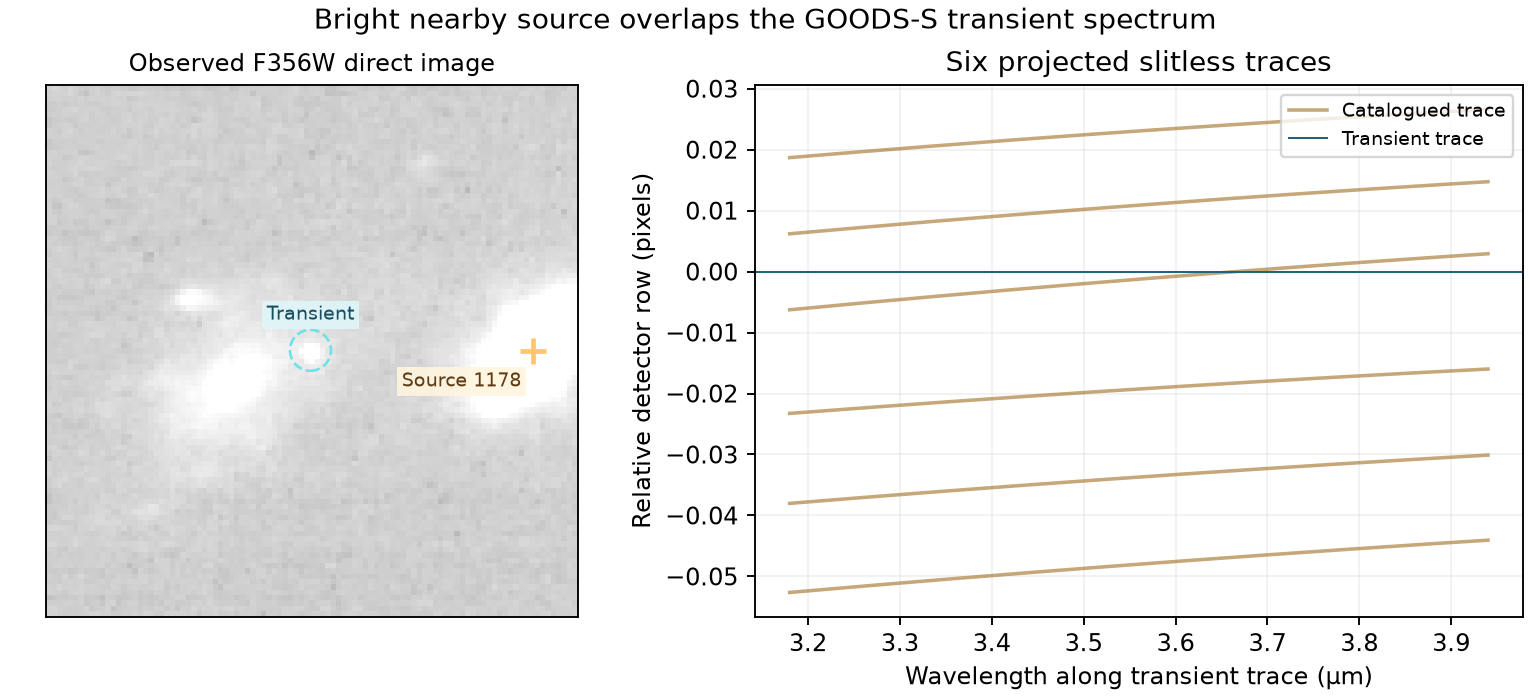 Bright nearby source overlaps the GOODS-S transient spectrum
Observed F356W direct image
Transient
Source 1178
Six projected slitless traces
Catalogued trace
Transient trace
0.03
0.02
0.01
0.00
−0.01
−0.02
−0.03
−0.04
−0.05
Relative detector row (pixels)
3.2 3.3 3.4 3.5 3.6 3.7 3.8 3.9
Wavelength along transient trace (μm)